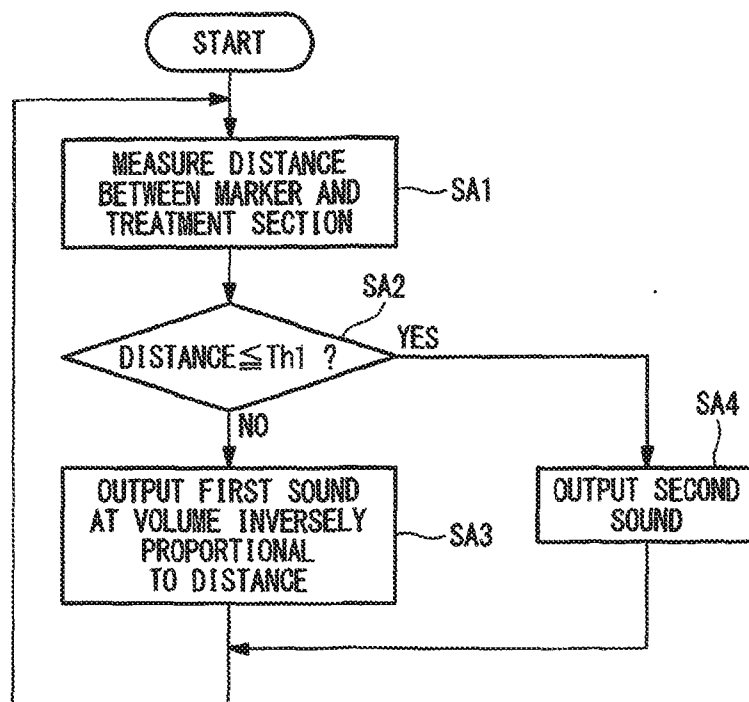 START
MEASURE DISTANCE
BETWEEN MARKER AND
TREATMENT SECTION
SA1
SA2
DISTANCE≦Th1 ?
YES
NO
SA4
OUTPUT FIRST SOUND
AT VOLUME INVERSELY
PROPORTIONAL
TO DISTANCE
SA3
OUTPUT SECOND
SOUND